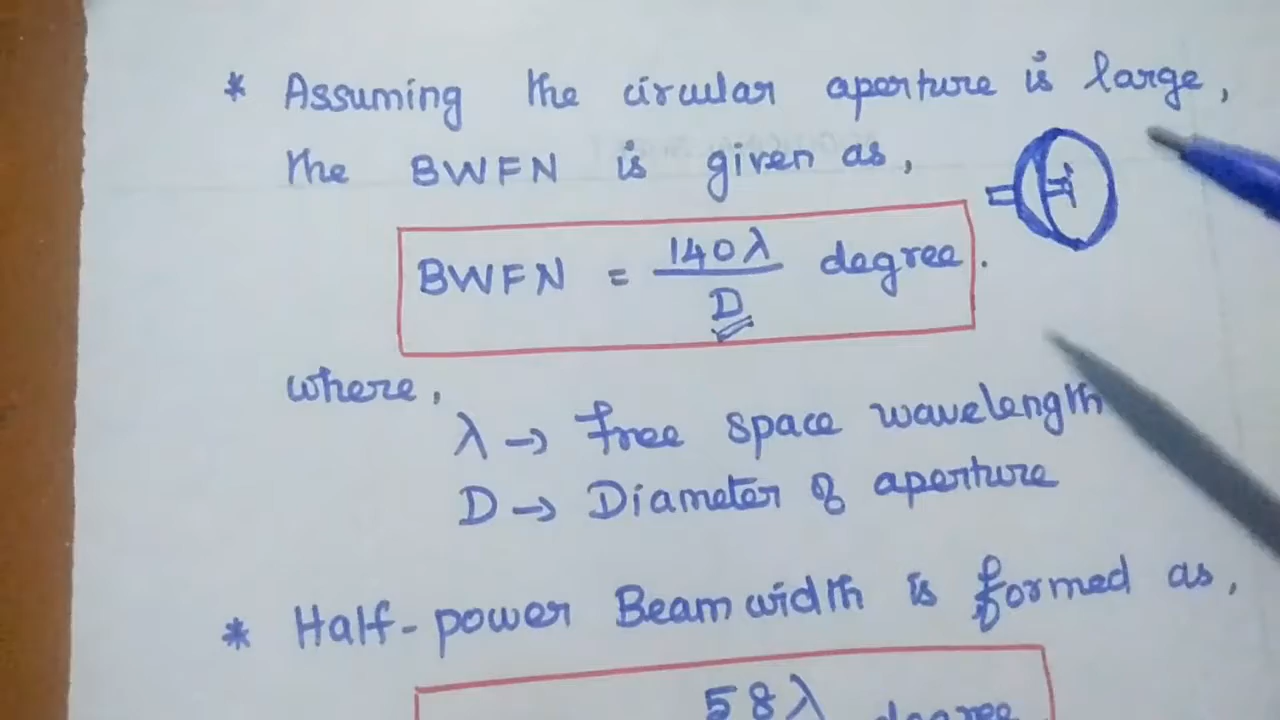 * Assuming the circular aperture is large,
the BWFN is given as,
BWFN = 140λ/D degree.
where,
λ → free space wavelength
D → Diameter of aperture
* Half-power Beamwidth is formed as,
58λ degree